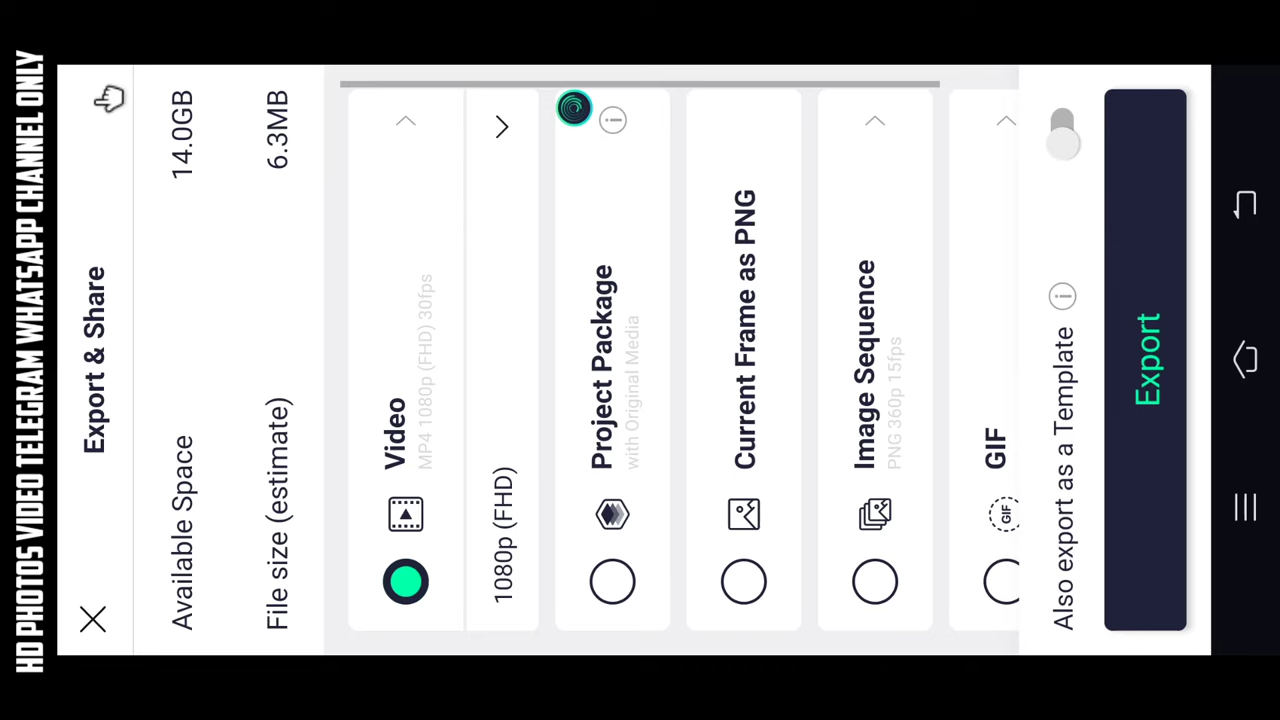 HD PHOTOS VIDEO TELEGRAM WHATSAPP CHANNEL ONLY
Export & Share
Available Space 14.0GB
File size (estimate) 6.3MB
Video
MP4 1080p (FHD) 30fps
1080p (FHD)
Project Package
with Original Media
Current Frame as PNG
Image Sequence
PNG 360p 15fps
GIF
GIF
Also export as a Template
Export